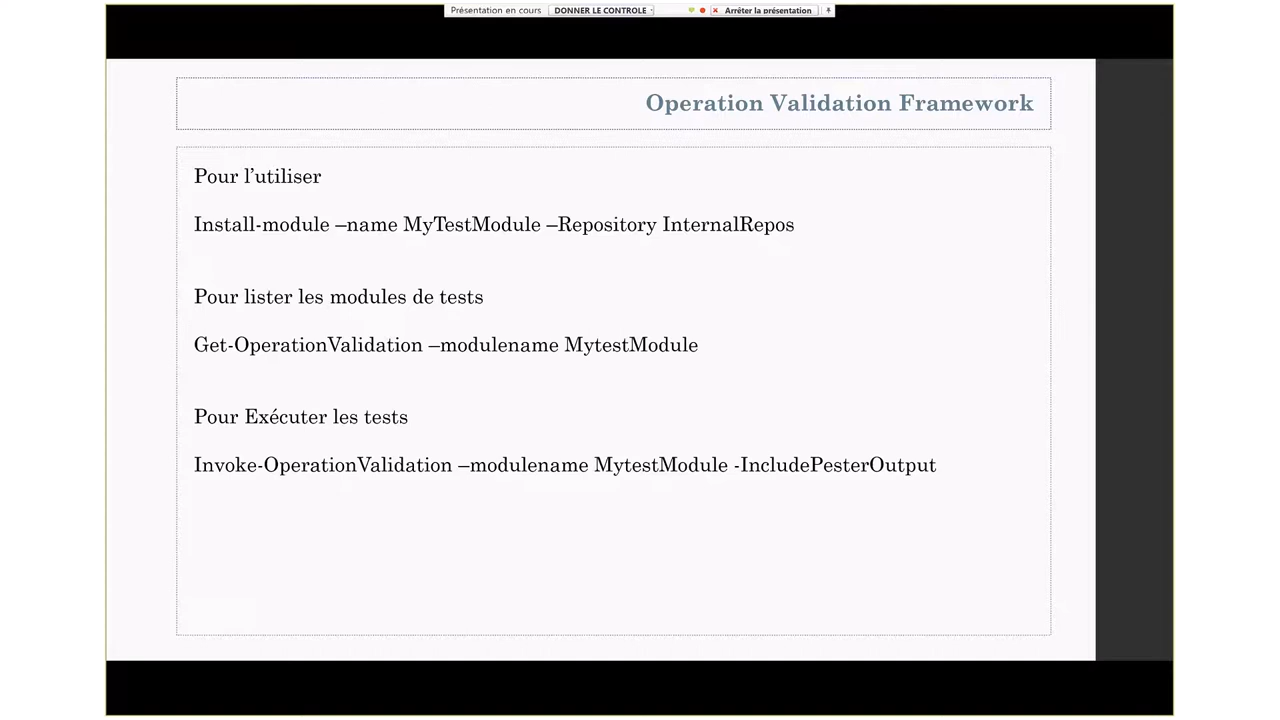 Présentation en cours DONNER LE CONTROLE Arrêter la présentation
Operation Validation Framework
Pour l’utiliser
Install-module –name MyTestModule –Repository InternalRepos
Pour lister les modules de tests
Get-OperationValidation –modulename MytestModule
Pour Exécuter les tests
Invoke-OperationValidation –modulename MytestModule -IncludePesterOutput